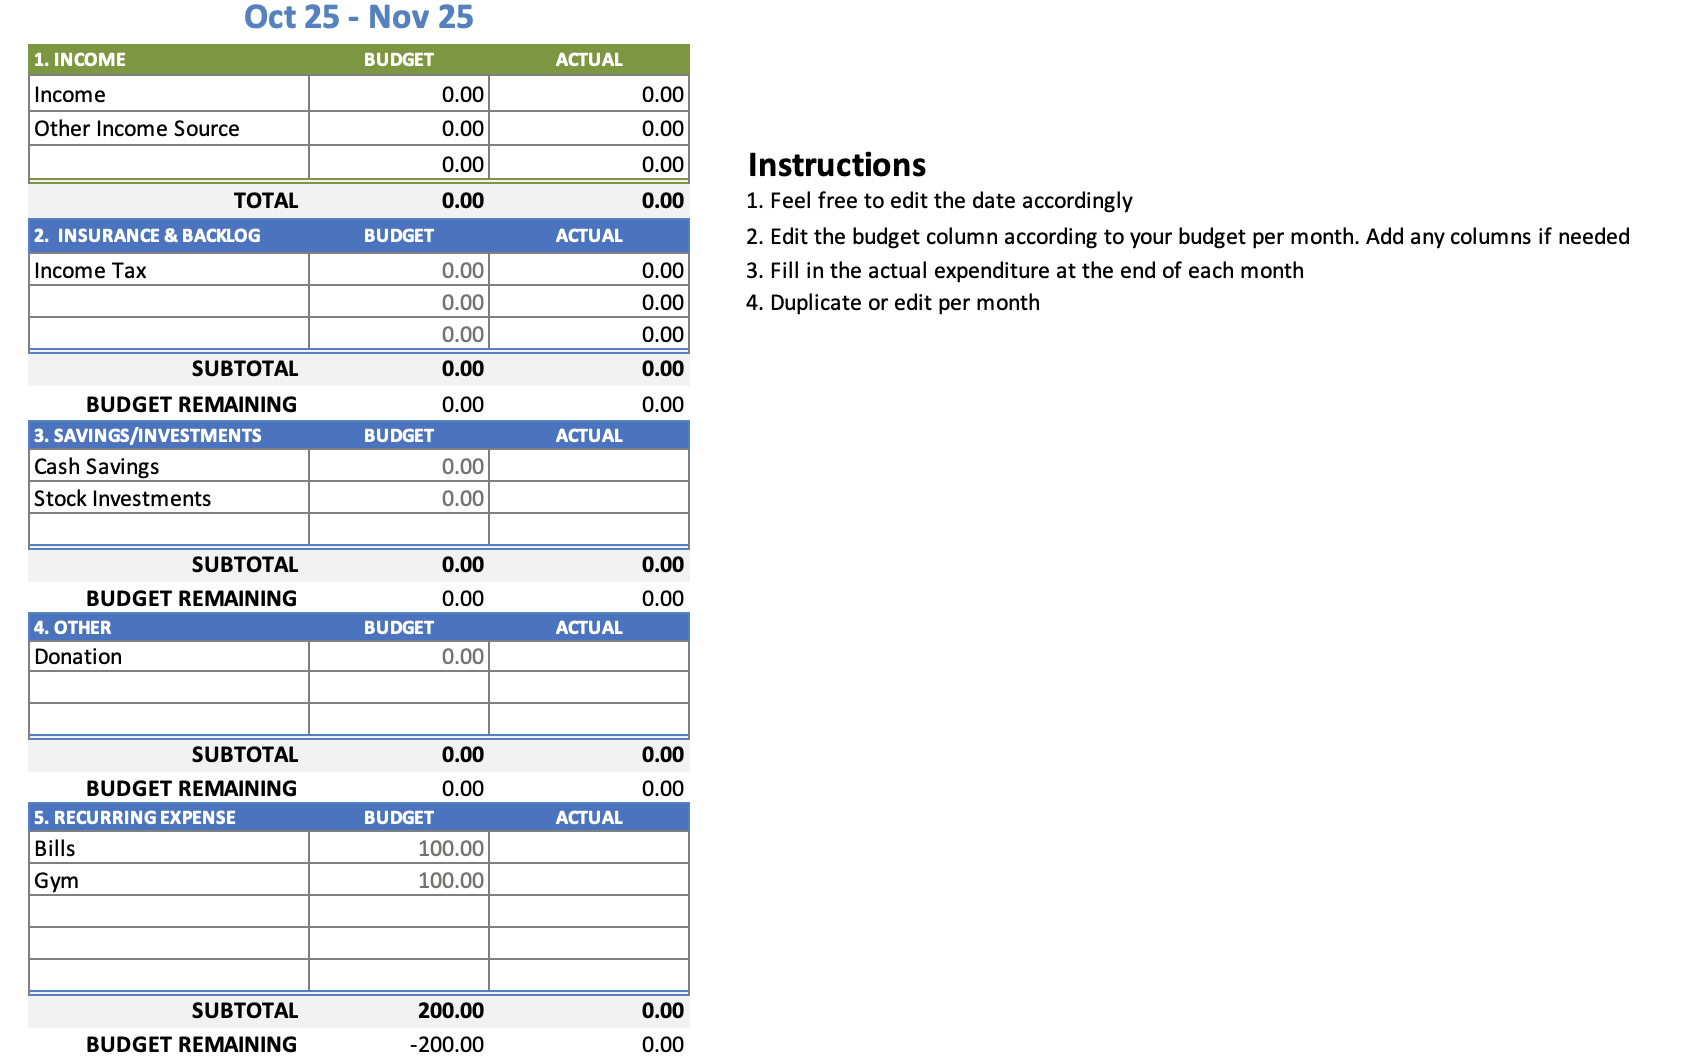 Oct 25 - Nov 25
1. INCOME BUDGET ACTUAL
Income 0.00 0.00
Other Income Source 0.00 0.00
0.00 0.00
TOTAL 0.00 0.00
2. INSURANCE & BACKLOG BUDGET ACTUAL
Income Tax 0.00 0.00
0.00 0.00
0.00 0.00
SUBTOTAL 0.00 0.00
BUDGET REMAINING 0.00 0.00
3. SAVINGS/INVESTMENTS BUDGET ACTUAL
Cash Savings 0.00
Stock Investments 0.00
SUBTOTAL 0.00 0.00
BUDGET REMAINING 0.00 0.00
4. OTHER BUDGET ACTUAL
Donation 0.00
SUBTOTAL 0.00 0.00
BUDGET REMAINING 0.00 0.00
5. RECURRING EXPENSE BUDGET ACTUAL
Bills 100.00
Gym 100.00
SUBTOTAL 200.00 0.00
BUDGET REMAINING -200.00 0.00
Instructions
1. Feel free to edit the date accordingly
2. Edit the budget column according to your budget per month. Add any columns if needed
3. Fill in the actual expenditure at the end of each month
4. Duplicate or edit per month